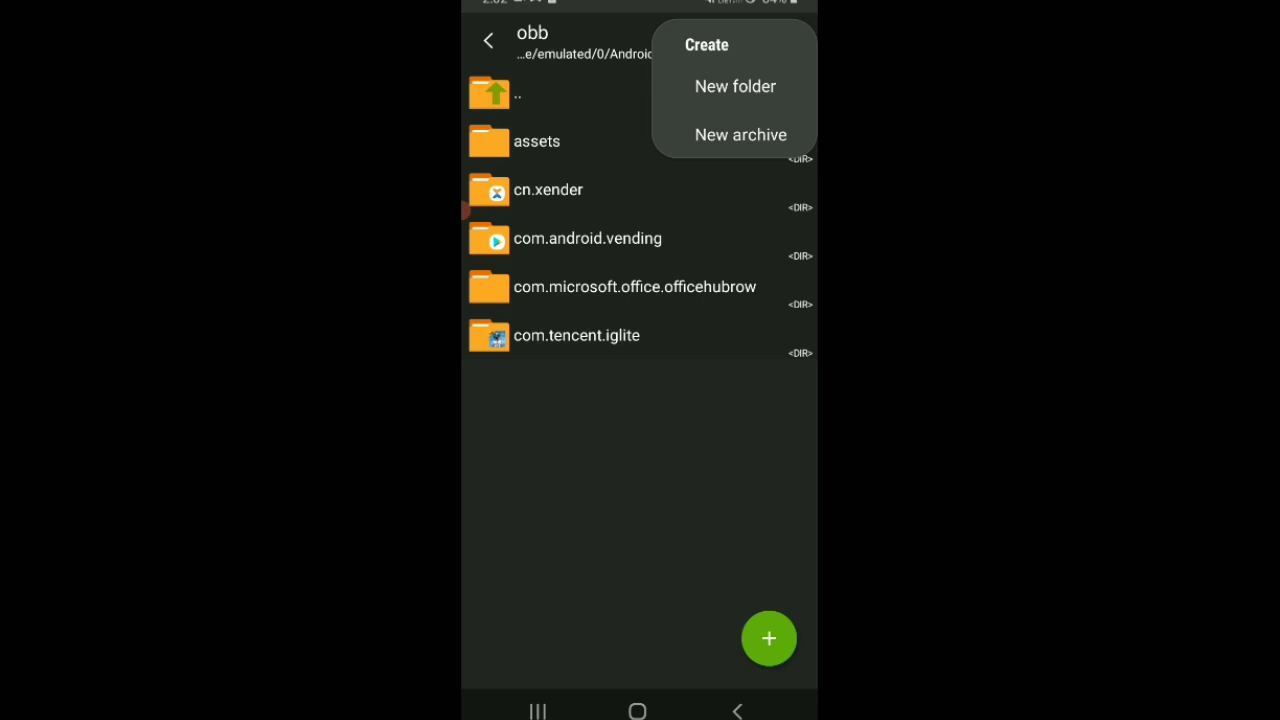 obb
…e/emulated/0/Android
Create
New folder
New archive
..
assets
<DIR>
cn.xender
<DIR>
com.android.vending
<DIR>
com.microsoft.office.officehubrow
<DIR>
com.tencent.iglite
<DIR>